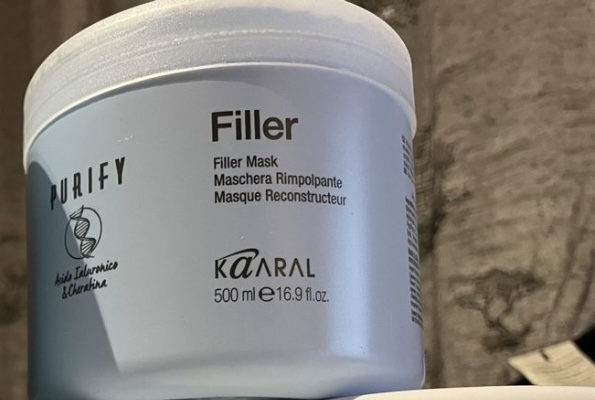 Filler
Filler Mask
Maschera Rimpolpante
Masque Reconstructeur
PURIFY
Acido Ialuronico
& Cheratina
KAARAL
500 ml e 16.9 fl.oz.